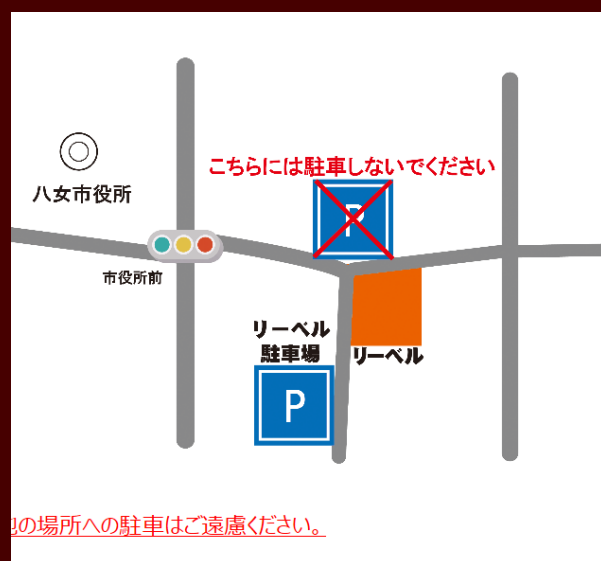 こちらには駐車しないでください
P
八女市役所
市役所前
リーベル
駐車場
リーベル
P
の場所への駐車はご遠慮ください。